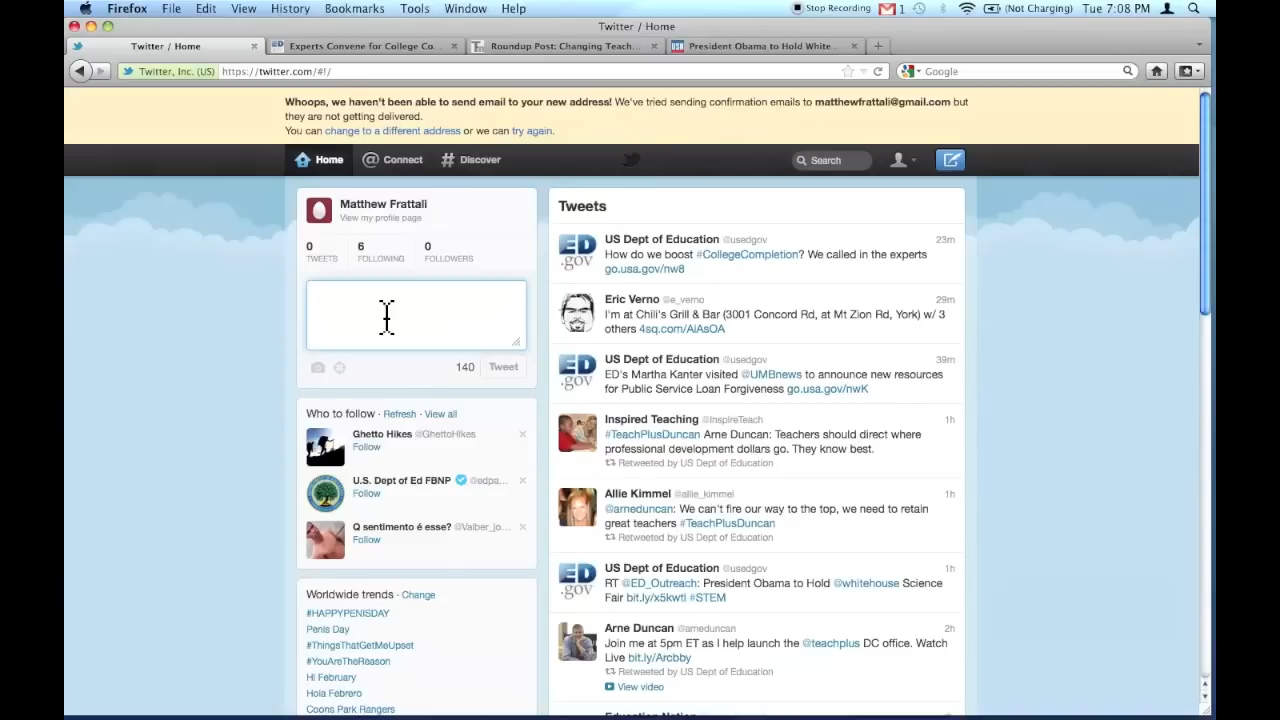 Firefox File Edit View History Bookmarks Tools Window Help
Stop Recording 1 (Not Charging) Tue 7:08 PM
Twitter / Home
Twitter / Home
Experts Convene for College Co...
Roundup Post: Changing Teach...
President Obama to Hold White...
Twitter, Inc. (US) https://twitter.com/#!/
Google
Whoops, we haven't been able to send email to your new address! We've tried sending confirmation emails to matthewfrattali@gmail.com but
they are not getting delivered.
You can change to a different address or we can try again.
Home @ Connect # Discover
Search
Matthew Frattali
View my profile page
0 6 0
TWEETS FOLLOWING FOLLOWERS
140 Tweet
Who to follow · Refresh · View all
Ghetto Hikes @GhettoHikes
Follow
U.S. Dept of Ed FBNP @edpa...
Follow
Q sentimento é esse? @Valber_jo...
Follow
Worldwide trends · Change
#HAPPYPENISDAY
Penis Day
#ThingsThatGetMeUpset
#YouAreTheReason
Hi February
Hola Febrero
Coons Park Rangers
Tweets
US Dept of Education @usedgov 23m
How do we boost #CollegeCompletion? We called in the experts
go.usa.gov/nw8
Eric Verno @e_verno 29m
I'm at Chili's Grill & Bar (3001 Concord Rd, at Mt Zion Rd, York) w/ 3
others 4sq.com/AiAsOA
US Dept of Education @usedgov 39m
ED's Martha Kanter visited @UMBnews to announce new resources
for Public Service Loan Forgiveness go.usa.gov/nwK
Inspired Teaching @InspireTeach 1h
#TeachPlusDuncan Arne Duncan: Teachers should direct where
professional development dollars go. They know best.
Retweeted by US Dept of Education
Allie Kimmel @allie_kimmel 1h
@arneduncan: We can't fire our way to the top, we need to retain
great teachers #TeachPlusDuncan
Retweeted by US Dept of Education
US Dept of Education @usedgov 1h
RT @ED_Outreach: President Obama to Hold @whitehouse Science
Fair bit.ly/x5kwtI #STEM
Arne Duncan @arneduncan 2h
Join me at 5pm ET as I help launch the @teachplus DC office. Watch
Live bit.ly/Arcbby
Retweeted by US Dept of Education
View video
ED
.gov
ED
.gov
ED
.gov